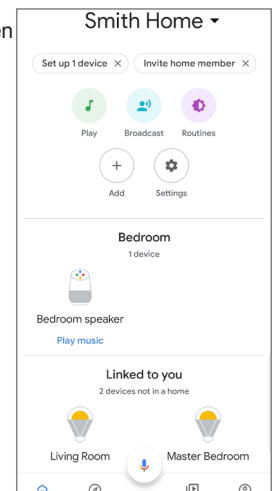 en
Smith Home
Set up 1 device
Invite home member
Play
Broadcast
Routines
Add
Settings
Bedroom
1 device
Bedroom speaker
Play music
Linked to you
2 devices not in a home
Living Room
Master Bedroom